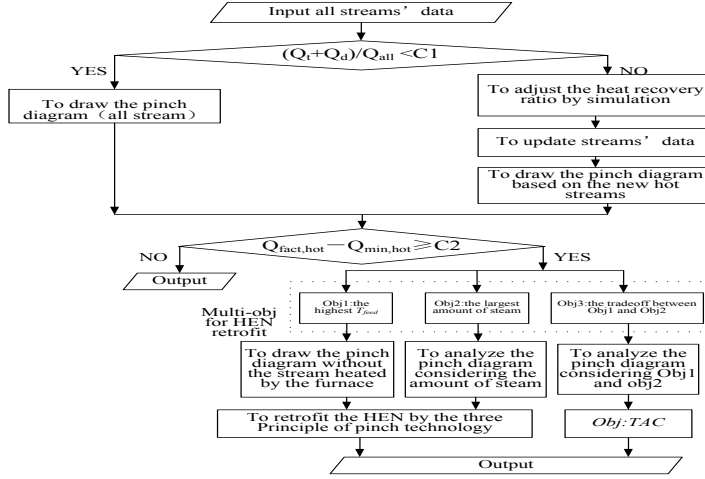 Input all streams’ data
(Qt+Qd)/Qall <C1
YES
NO
To draw the pinch
diagram（all stream）
To adjust the heat recovery
ratio by simulation
To update streams’ data
To draw the pinch diagram
based on the new hot
streams
Qfact,hot－Qmin,hot≥C2
NO
YES
Output
Multi-obj
for HEN
retrofit
Obj1:the
highest Tfeed
Obj2:the largest
amount of steam
Obj3:the tradeoff between
Obj1 and Obj2
To draw the pinch
diagram without
the stream heated
by the furnace
To analyze the
pinch diagram
considering the
amount of steam
To analyze the
pinch diagram
considering Obj1
and obj2
To retrofit the HEN by the three
Principle of pinch technology
Obj:TAC
Output